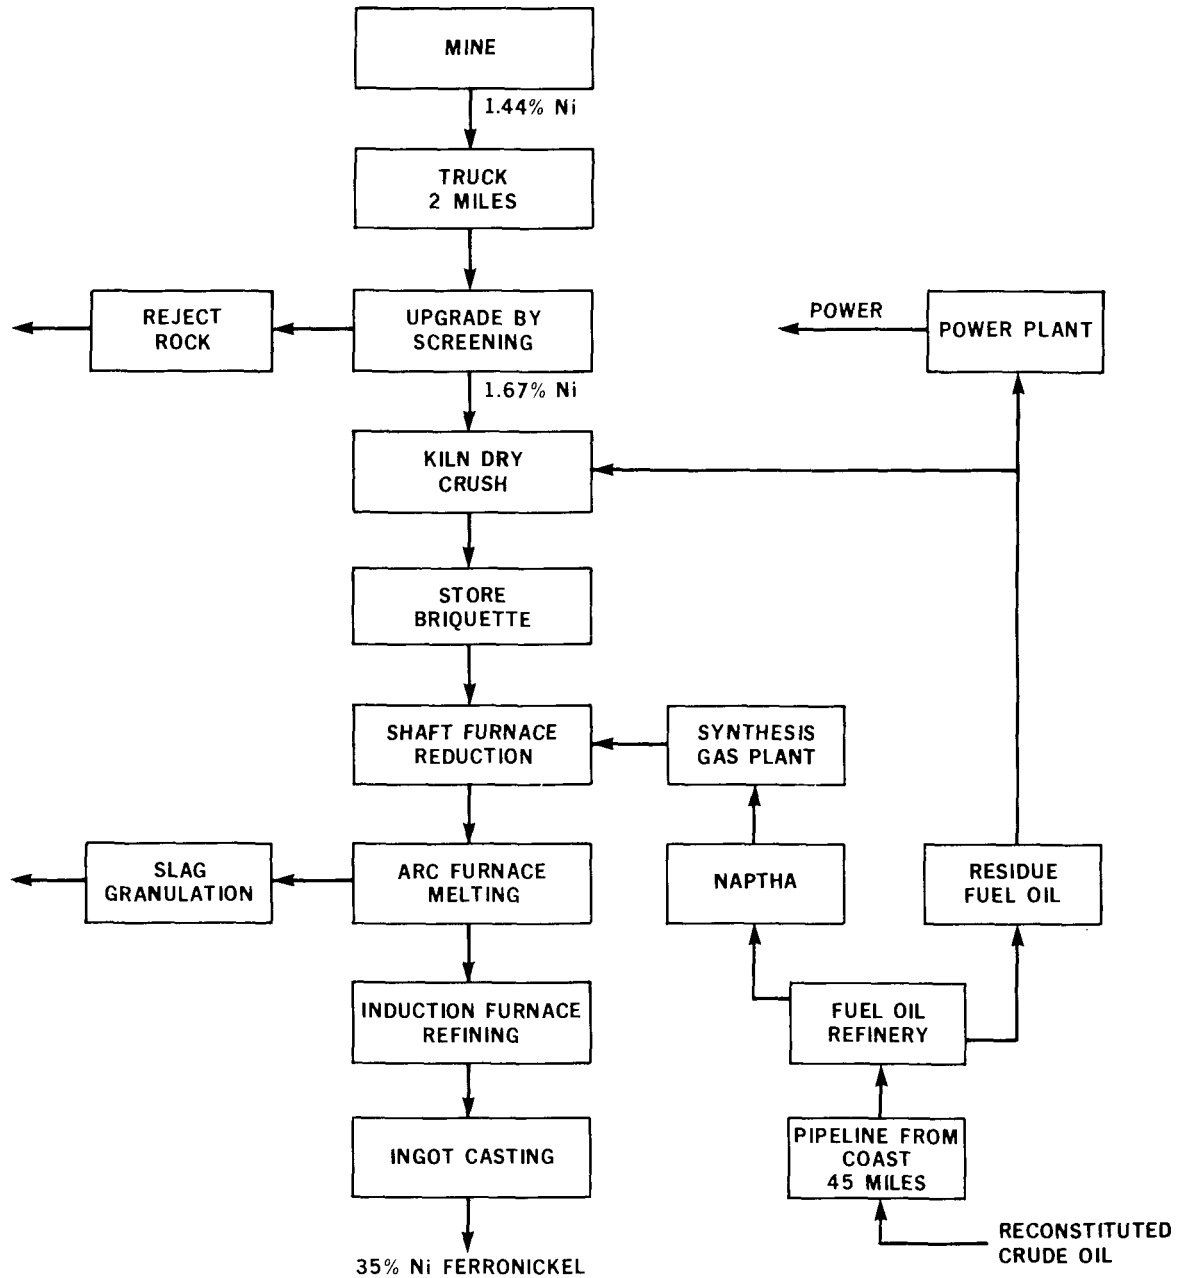 MINE
1.44% Ni
TRUCK
2 MILES
REJECT
ROCK
UPGRADE BY
SCREENING
POWER
POWER PLANT
1.67% Ni
KILN DRY
CRUSH
STORE
BRIQUETTE
SHAFT FURNACE
REDUCTION
SYNTHESIS
GAS PLANT
SLAG
GRANULATION
ARC FURNACE
MELTING
NAPTHA
RESIDUE
FUEL OIL
INDUCTION FURNACE
REFINING
FUEL OIL
REFINERY
INGOT CASTING
PIPELINE FROM
COAST
45 MILES
RECONSTITUTED
CRUDE OIL
35% Ni FERRONICKEL